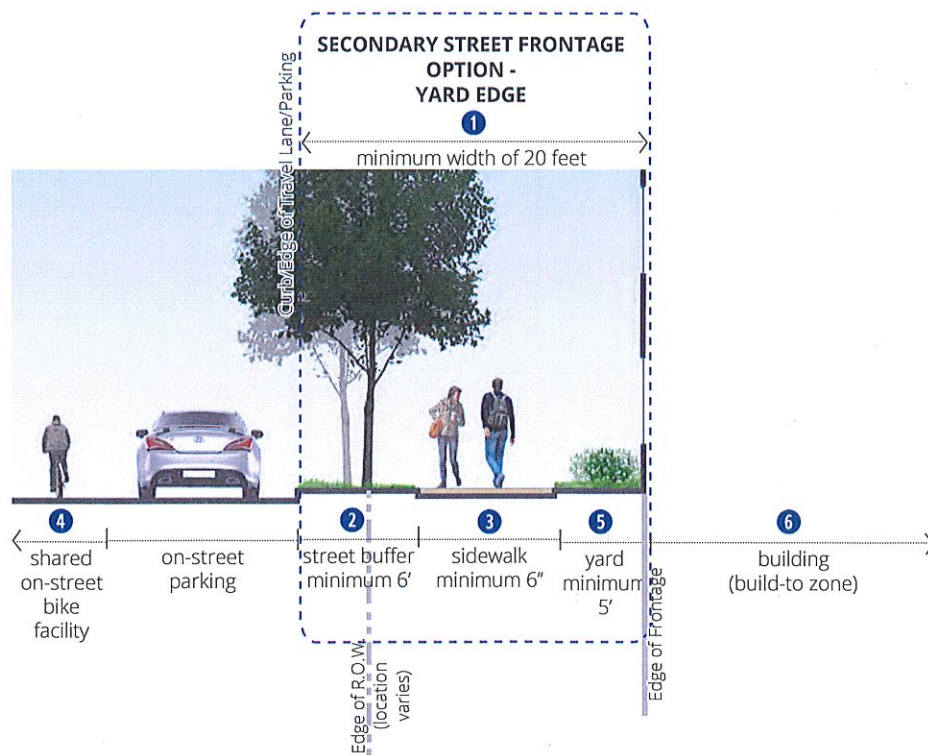 SECONDARY STREET FRONTAGE
OPTION -
YARD EDGE
1
minimum width of 20 feet
Curb/Edge of Travel Lane/Parking
4
shared
on-street
bike
facility
on-street
parking
2
street buffer
minimum 6'
3
sidewalk
minimum 6"
5
yard
minimum
5'
6
building
(build-to zone)
Edge of R.O.W.
(location
varies)
Edge of Frontage